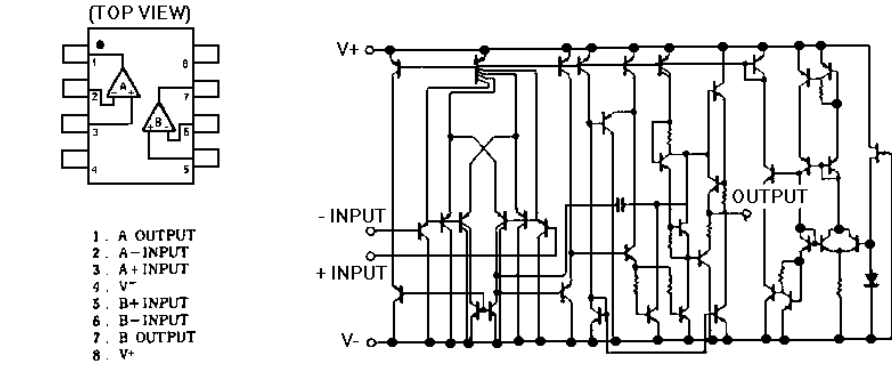 (TOP VIEW)
1 8
A
2 7
B
3 6
4 5
1 . A OUTPUT
2 . A-INPUT
3 . A+INPUT
4 . V-
5 . B+INPUT
6 . B-INPUT
7 . B OUTPUT
8 . V+
V+
OUTPUT
- INPUT
+ INPUT
V-